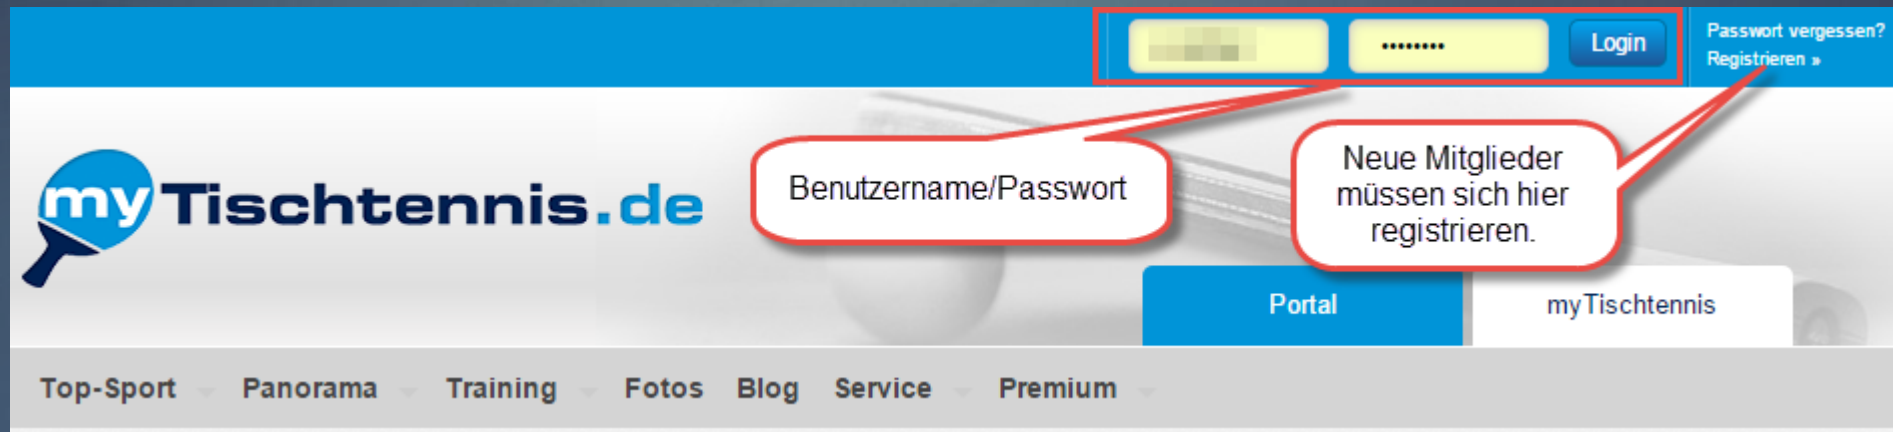 ••••••••
Login
Passwort vergessen?
Registrieren »
myTischtennis.de
Benutzername/Passwort
Neue Mitglieder
müssen sich hier
registrieren.
Portal
myTischtennis
Top-Sport Panorama Training Fotos Blog Service Premium